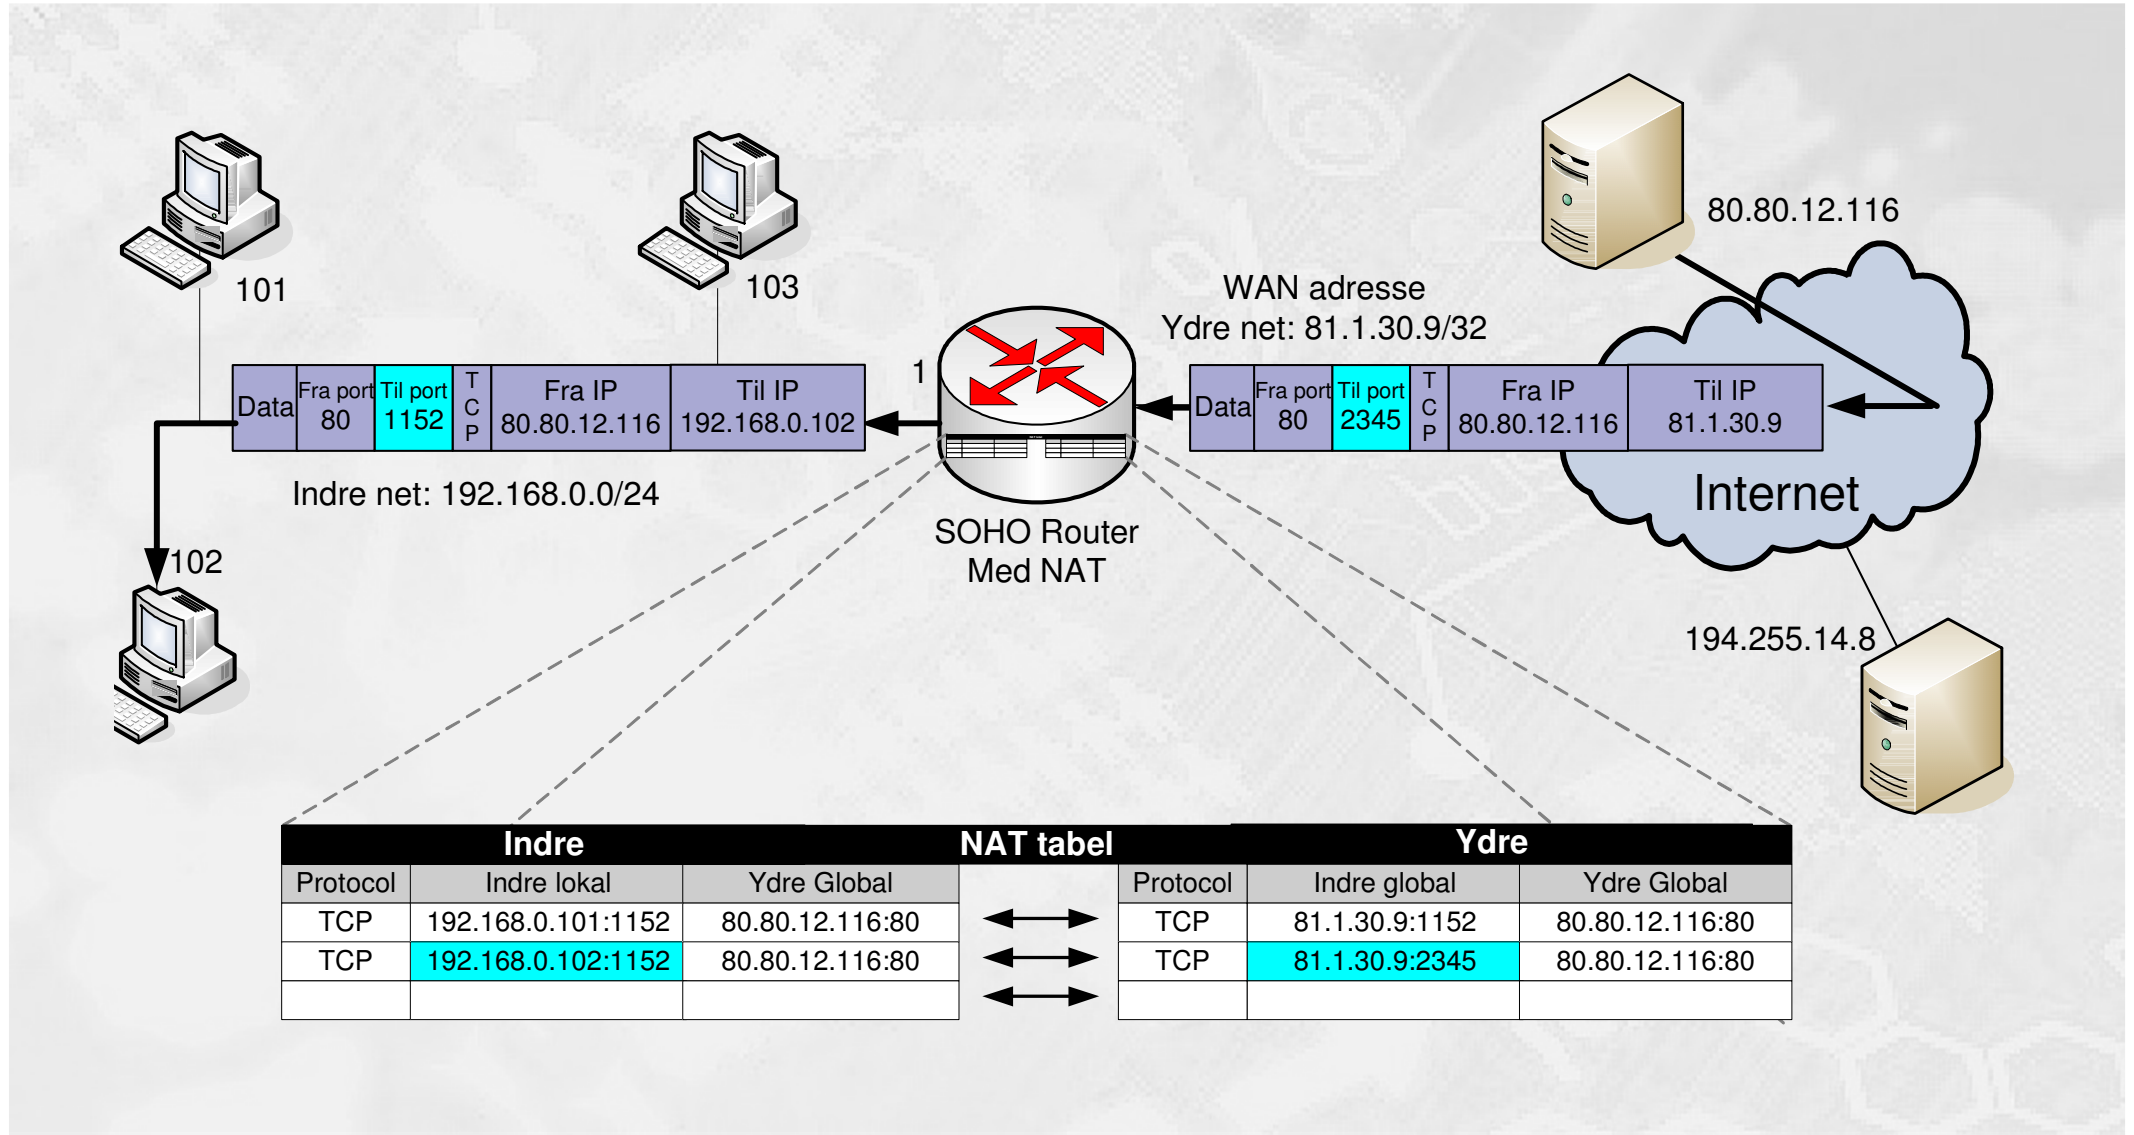 80.80.12.116
101
103
WAN adresse
Ydre net: 81.1.30.9/32
1
Data
Fra port
80
Til port
1152
TCP
Fra IP
80.80.12.116
Til IP
192.168.0.102
Data
Fra port
80
Til port
2345
TCP
Fra IP
80.80.12.116
Til IP
81.1.30.9
Indre net: 192.168.0.0/24
Internet
SOHO Router
Med NAT
102
194.255.14.8
Indre NAT tabel Ydre
Protocol Indre lokal Ydre Global Protocol Indre global Ydre Global
TCP 192.168.0.101:1152 80.80.12.116:80 TCP 81.1.30.9:1152 80.80.12.116:80
TCP 192.168.0.102:1152 80.80.12.116:80 TCP 81.1.30.9:2345 80.80.12.116:80